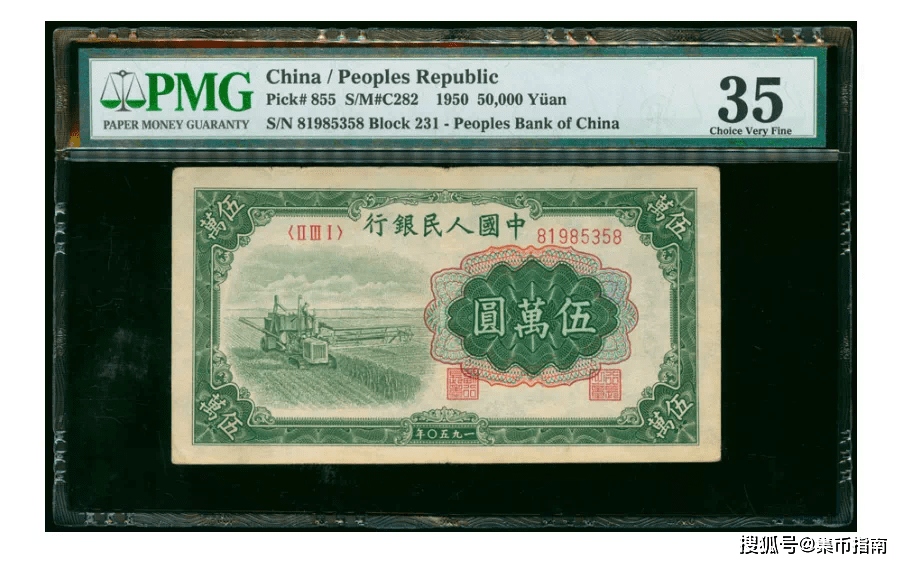 PMG
PAPER MONEY GUARANTY
China / Peoples Republic
Pick# 855 S/M#C282 1950 50,000 Yüan
S/N 81985358 Block 231 - Peoples Bank of China
35
Choice Very Fine
伍萬
伍萬
行銀民人國中
〈II III I〉
81985358
圓萬伍
伍萬
伍萬
年〇五九一
搜狐号@集币指南